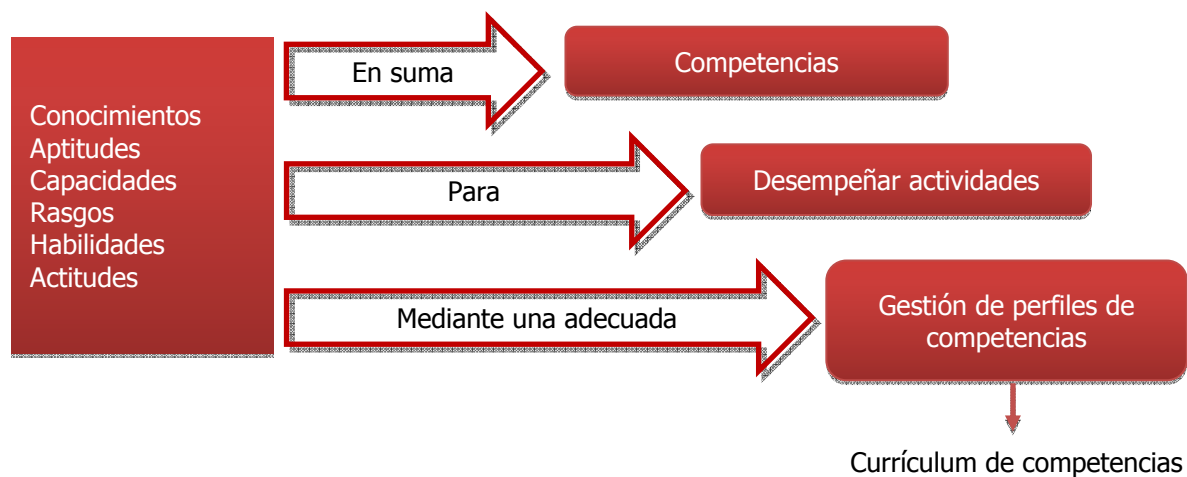 Conocimientos
Aptitudes
Capacidades
Rasgos
Habilidades
Actitudes
En suma
Competencias
Para
Desempeñar actividades
Mediante una adecuada
Gestión de perfiles de
competencias
Currículum de competencias